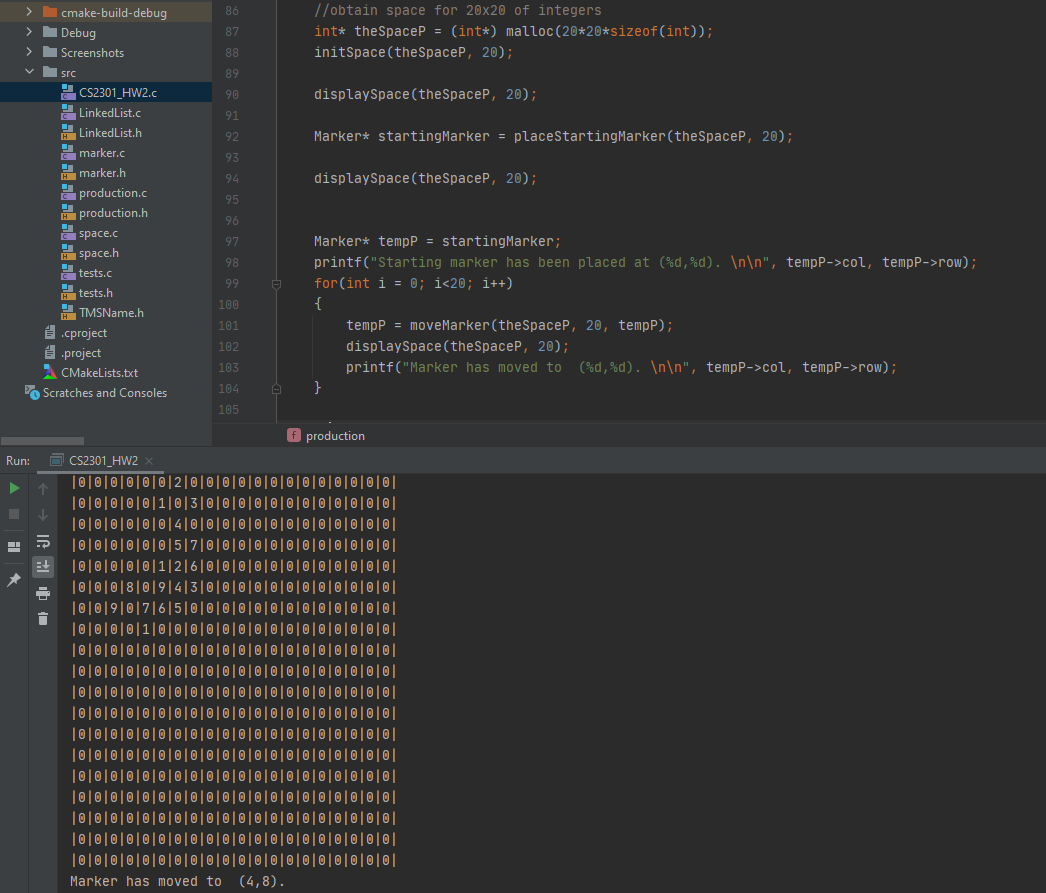 cmake-build-debug
Debug
Screenshots
src
CS2301_HW2.c
LinkedList.c
LinkedList.h
marker.c
marker.h
production.c
production.h
space.c
space.h
tests.c
tests.h
TMSName.h
.cproject
.project
CMakeLists.txt
Scratches and Consoles
86 //obtain space for 20x20 of integers
87 int* theSpaceP = (int*) malloc(20*20*sizeof(int));
88 initSpace(theSpaceP, 20);
89
90 displaySpace(theSpaceP, 20);
91
92 Marker* startingMarker = placeStartingMarker(theSpaceP, 20);
93
94 displaySpace(theSpaceP, 20);
95
96
97 Marker* tempP = startingMarker;
98 printf("Starting marker has been placed at (%d,%d). \n\n", tempP->col, tempP->row);
99 for(int i = 0; i<20; i++)
100 {
101 tempP = moveMarker(theSpaceP, 20, tempP);
102 displaySpace(theSpaceP, 20);
103 printf("Marker has moved to  (%d,%d). \n\n", tempP->col, tempP->row);
104 }
105
f production
Run: CS2301_HW2
|0|0|0|0|0|0|2|0|0|0|0|0|0|0|0|0|0|0|0|0|
|0|0|0|0|0|1|0|3|0|0|0|0|0|0|0|0|0|0|0|0|
|0|0|0|0|0|0|4|0|0|0|0|0|0|0|0|0|0|0|0|0|
|0|0|0|0|0|0|5|7|0|0|0|0|0|0|0|0|0|0|0|0|
|0|0|0|0|0|1|2|6|0|0|0|0|0|0|0|0|0|0|0|0|
|0|0|0|8|0|9|4|3|0|0|0|0|0|0|0|0|0|0|0|0|
|0|0|9|0|7|6|5|0|0|0|0|0|0|0|0|0|0|0|0|0|
|0|0|0|0|1|0|0|0|0|0|0|0|0|0|0|0|0|0|0|0|
|0|0|0|0|0|0|0|0|0|0|0|0|0|0|0|0|0|0|0|0|
|0|0|0|0|0|0|0|0|0|0|0|0|0|0|0|0|0|0|0|0|
|0|0|0|0|0|0|0|0|0|0|0|0|0|0|0|0|0|0|0|0|
|0|0|0|0|0|0|0|0|0|0|0|0|0|0|0|0|0|0|0|0|
|0|0|0|0|0|0|0|0|0|0|0|0|0|0|0|0|0|0|0|0|
|0|0|0|0|0|0|0|0|0|0|0|0|0|0|0|0|0|0|0|0|
|0|0|0|0|0|0|0|0|0|0|0|0|0|0|0|0|0|0|0|0|
|0|0|0|0|0|0|0|0|0|0|0|0|0|0|0|0|0|0|0|0|
|0|0|0|0|0|0|0|0|0|0|0|0|0|0|0|0|0|0|0|0|
|0|0|0|0|0|0|0|0|0|0|0|0|0|0|0|0|0|0|0|0|
|0|0|0|0|0|0|0|0|0|0|0|0|0|0|0|0|0|0|0|0|
Marker has moved to  (4,8).